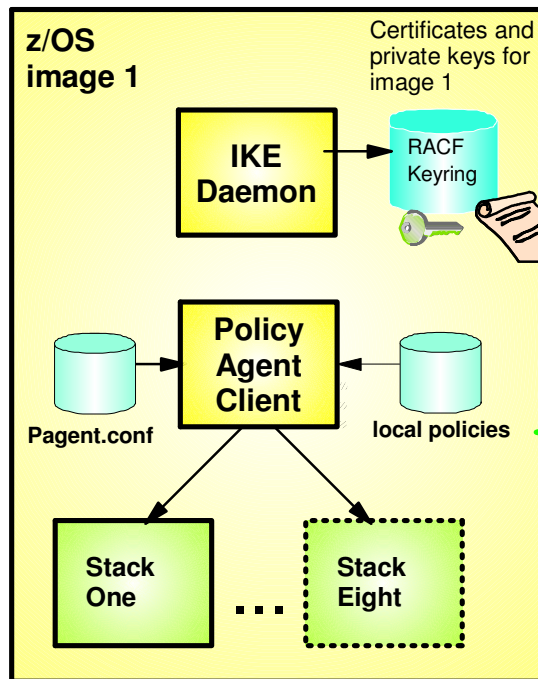 z/OS
image 1
Certificates and
private keys for
image 1
IKE
Daemon
RACF
Keyring
Policy
Agent
Client
Pagent.conf
local policies
Stack
One
...
Stack
Eight